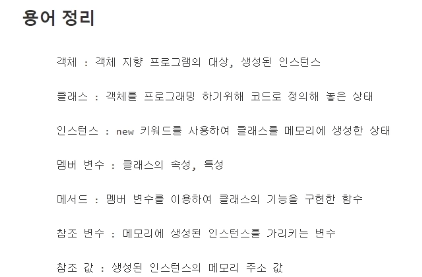 용어 정리
객체 : 객체 지향 프로그램의 대상, 생성된 인스턴스
클래스 : 객체를 프로그래밍 하기위해 코드로 정의해 놓은 상태
인스턴스 : new 키워드를 사용하여 클래스를 메모리에 생성한 상태
멤버 변수 : 클래스의 속성, 특성
메서드 : 멤버 변수를 이용하여 클래스의 기능을 구현한 함수
참조 변수 : 메모리에 생성된 인스턴스를 가리키는 변수
참조 값 : 생성된 인스턴스의 메모리 주소 값